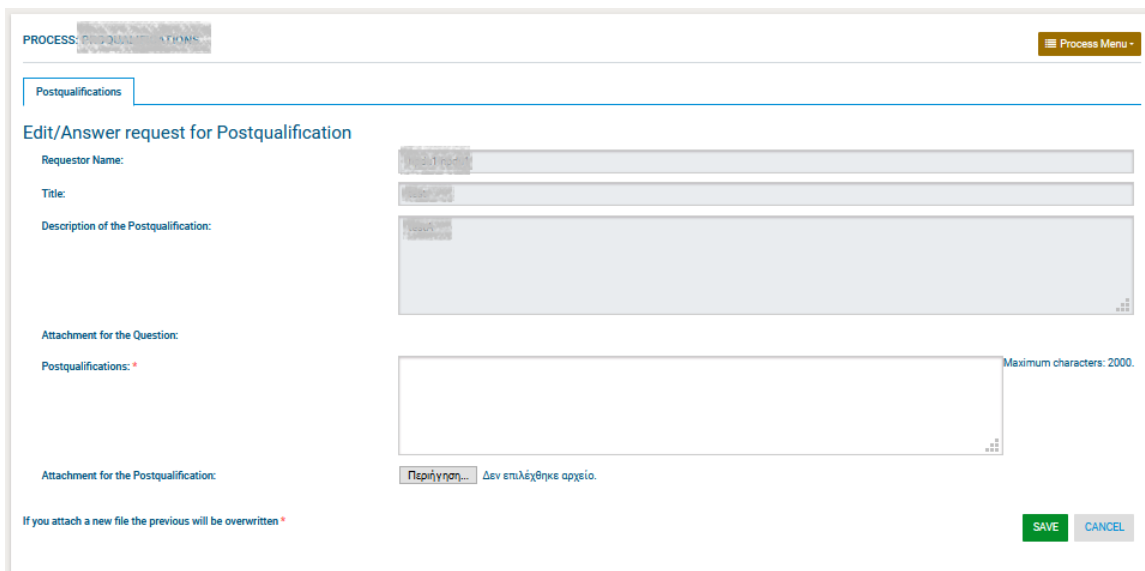 PROCESS:
Process Menu
Postqualifications
Edit/Answer request for Postqualification
Requestor Name:
Title:
Description of the Postqualification:
Attachment for the Question:
Postqualifications: * Maximum characters: 2000.
Attachment for the Postqualification: Περιήγηση... Δεν επιλέχθηκε αρχείο.
If you attach a new file the previous will be overwritten *
SAVE CANCEL